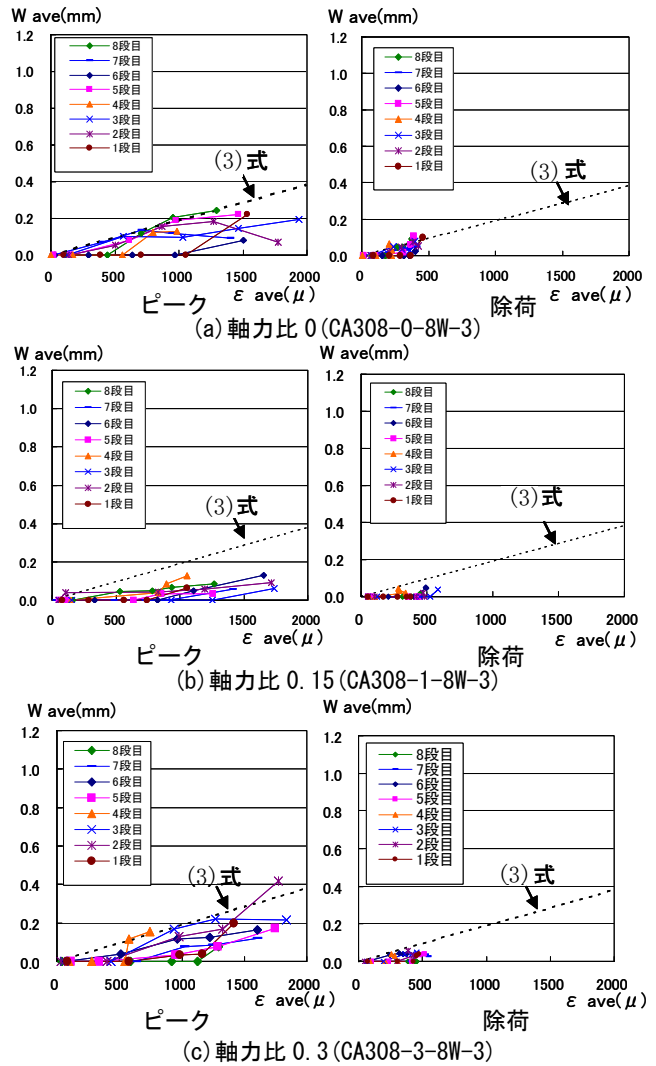 W ave(mm)
1.2
1.0
0.8
0.6
0.4
0.2
0.0
8段目
7段目
6段目
5段目
4段目
3段目
2段目
1段目
(3)式
0 500 1000 1500 2000
ε ave(μ)
ピーク
W ave(mm)
1.2
1.0
0.8
0.6
0.4
0.2
0.0
8段目
7段目
6段目
5段目
4段目
3段目
2段目
1段目
(3)式
0 500 1000 1500 2000
ε ave(μ)
除荷
(a)軸力比 0(CA308-0-8W-3)
W ave(mm)
1.2
1.0
0.8
0.6
0.4
0.2
0.0
8段目
7段目
6段目
5段目
4段目
3段目
2段目
1段目
(3)式
0 500 1000 1500 2000
ε ave(μ)
ピーク
W ave(mm)
1.2
1.0
0.8
0.6
0.4
0.2
0.0
8段目
7段目
6段目
5段目
4段目
3段目
2段目
1段目
(3)式
0 500 1000 1500 2000
ε ave(μ)
除荷
(b)軸力比 0.15(CA308-1-8W-3)
W ave(mm)
1.2
1.0
0.8
0.6
0.4
0.2
0.0
8段目
7段目
6段目
5段目
4段目
3段目
2段目
1段目
(3)式
0 500 1000 1500 2000
ε ave(μ)
ピーク
W ave(mm)
1.2
1.0
0.8
0.6
0.4
0.2
0.0
8段目
7段目
6段目
5段目
4段目
3段目
2段目
1段目
(3)式
0 500 1000 1500 2000
ε ave(μ)
除荷
(c)軸力比 0.3(CA308-3-8W-3)